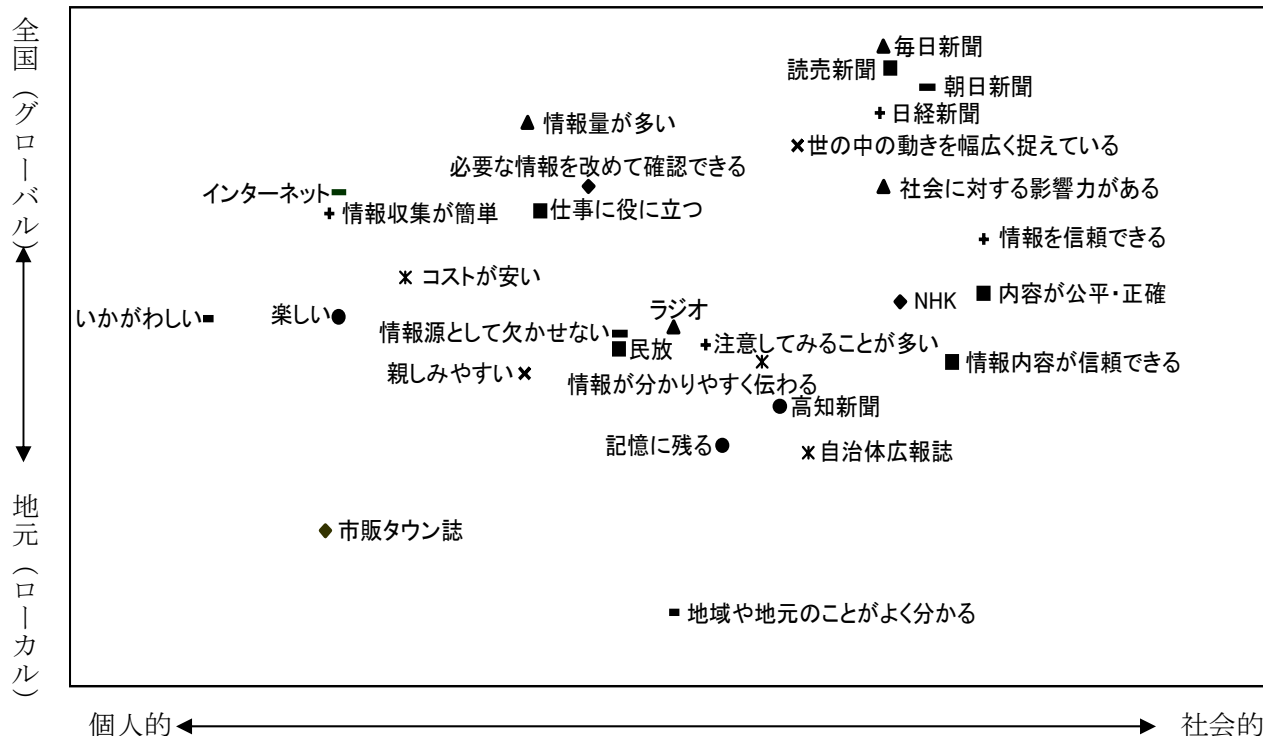 全国（グローバル）
地元（ローカル）
毎日新聞
読売新聞
朝日新聞
日経新聞
情報量が多い
世の中の動きを幅広く捉えている
必要な情報を改めて確認できる
インターネット
社会に対する影響力がある
情報収集が簡単
仕事に役に立つ
情報を信頼できる
コストが安い
NHK
内容が公平・正確
いかがわしい
楽しい
ラジオ
情報源として欠かせない
民放
注意してみることが多い
親しみやすい
情報が分かりやすく伝わる
情報内容が信頼できる
高知新聞
記憶に残る
自治体広報誌
市販タウン誌
地域や地元のことがよく分かる
個人的
社会的